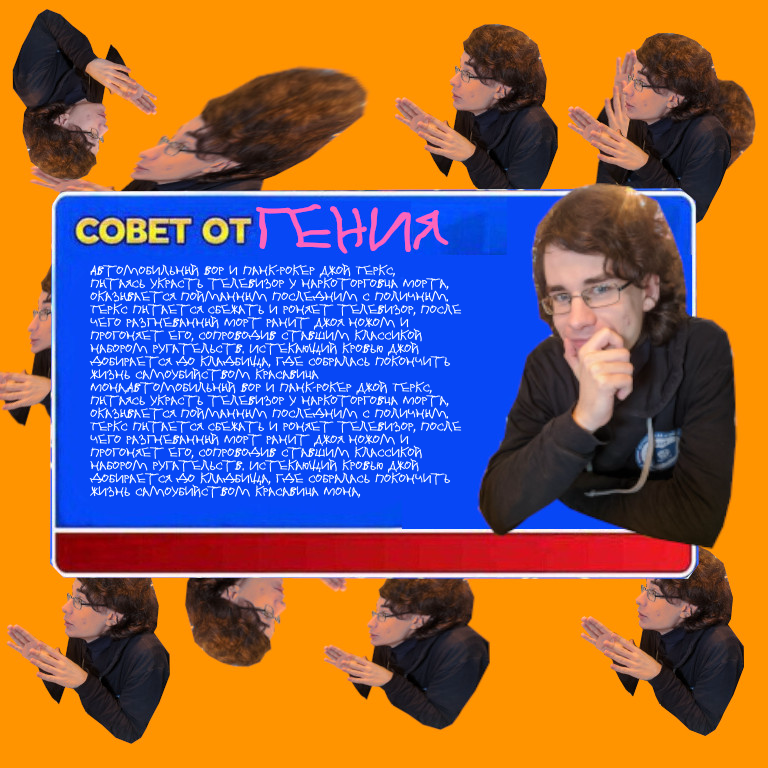 СОВЕТ ОТ ГЕНИЯ
АВТОМОБИЛЬНЫЙ ВОР И ПАНК-РОКЕР ДЖОЙ ТЕРКС,
ПЫТАЯСЬ УКРАСТЬ ТЕЛЕВИЗОР У НАРКОТОРГОВЦА МОРТА,
ОКАЗЫВАЕТСЯ ПОЙМАННЫМ ПОСЛЕДНИМ С ПОЛИЧНЫМ.
ТЕРКС ПЫТАЕТСЯ СБЕЖАТЬ И РОНЯЕТ ТЕЛЕВИЗОР, ПОСЛЕ
ЧЕГО РАЗГНЕВАННЫЙ МОРТ РАНИТ ДЖОЯ НОЖОМ И
ПРОГОНЯЕТ ЕГО, СОПРОВОДИВ СТАВШИМ КЛАССИКОЙ
НАБОРОМ РУГАТЕЛЬСТВ. ИСТЕКАЮЩИЙ КРОВЬЮ ДЖОЙ
ДОБИРАЕТСЯ ДО КЛАДБИЩА, ГДЕ СОБРАЛАСЬ ПОКОНЧИТЬ
ЖИЗНЬ САМОУБИЙСТВОМ КРАСАВИЦА
МОНААВТОМОБИЛЬНЫЙ ВОР И ПАНК-РОКЕР ДЖОЙ ТЕРКС,
ПЫТАЯСЬ УКРАСТЬ ТЕЛЕВИЗОР У НАРКОТОРГОВЦА МОРТА,
ОКАЗЫВАЕТСЯ ПОЙМАННЫМ ПОСЛЕДНИМ С ПОЛИЧНЫМ.
ТЕРКС ПЫТАЕТСЯ СБЕЖАТЬ И РОНЯЕТ ТЕЛЕВИЗОР, ПОСЛЕ
ЧЕГО РАЗГНЕВАННЫЙ МОРТ РАНИТ ДЖОЯ НОЖОМ И
ПРОГОНЯЕТ ЕГО, СОПРОВОДИВ СТАВШИМ КЛАССИКОЙ
НАБОРОМ РУГАТЕЛЬСТВ. ИСТЕКАЮЩИЙ КРОВЬЮ ДЖОЙ
ДОБИРАЕТСЯ ДО КЛАДБИЩА, ГДЕ СОБРАЛАСЬ ПОКОНЧИТЬ
ЖИЗНЬ САМОУБИЙСТВОМ КРАСАВИЦА МОНА,